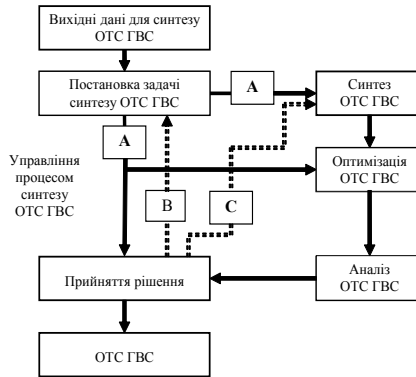 Вихідні дані для синтезу
ОТС ГВС
Постановка задачі
синтезу ОТС ГВС
А
Синтез
ОТС ГВС
А
Управління
процесом
синтезу
ОТС ГВС
Оптимізація
ОТС ГВС
В
С
Прийняття рішення
Аналіз
ОТС ГВС
ОТС ГВС